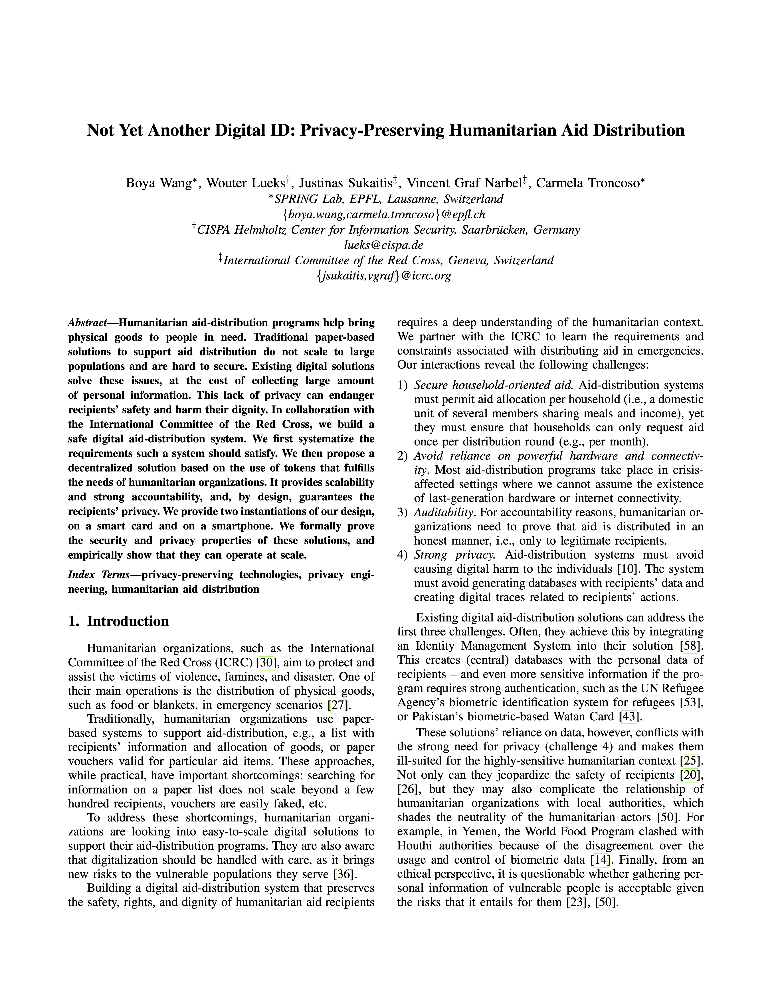 Not Yet Another Digital ID: Privacy-Preserving Humanitarian Aid Distribution
Boya Wang*, Wouter Lueks†, Justinas Sukaitis‡, Vincent Graf Narbel‡, Carmela Troncoso*
*SPRING Lab, EPFL, Lausanne, Switzerland
{boya.wang,carmela.troncoso}@epfl.ch
†CISPA Helmholtz Center for Information Security, Saarbrücken, Germany
lueks@cispa.de
‡International Committee of the Red Cross, Geneva, Switzerland
{jsukaitis,vgraf}@icrc.org
Abstract—Humanitarian aid-distribution programs help bring
physical goods to people in need. Traditional paper-based
solutions to support aid distribution do not scale to large
populations and are hard to secure. Existing digital solutions
solve these issues, at the cost of collecting large amount
of personal information. This lack of privacy can endanger
recipients' safety and harm their dignity. In collaboration with
the International Committee of the Red Cross, we build a
safe digital aid-distribution system. We first systematize the
requirements such a system should satisfy. We then propose a
decentralized solution based on the use of tokens that fulfills
the needs of humanitarian organizations. It provides scalability
and strong accountability, and, by design, guarantees the
recipients' privacy. We provide two instantiations of our design,
on a smart card and on a smartphone. We formally prove
the security and privacy properties of these solutions, and
empirically show that they can operate at scale.
Index Terms—privacy-preserving technologies, privacy engi-
neering, humanitarian aid distribution
1. Introduction
Humanitarian organizations, such as the International
Committee of the Red Cross (ICRC) [30], aim to protect and
assist the victims of violence, famines, and disaster. One of
their main operations is the distribution of physical goods,
such as food or blankets, in emergency scenarios [27].
Traditionally, humanitarian organizations use paper-
based systems to support aid-distribution, e.g., a list with
recipients' information and allocation of goods, or paper
vouchers valid for particular aid items. These approaches,
while practical, have important shortcomings: searching for
information on a paper list does not scale beyond a few
hundred recipients, vouchers are easily faked, etc.
To address these shortcomings, humanitarian organi-
zations are looking into easy-to-scale digital solutions to
support their aid-distribution programs. They are also aware
that digitalization should be handled with care, as it brings
new risks to the vulnerable populations they serve [36].
Building a digital aid-distribution system that preserves
the safety, rights, and dignity of humanitarian aid recipients
requires a deep understanding of the humanitarian context.
We partner with the ICRC to learn the requirements and
constraints associated with distributing aid in emergencies.
Our interactions reveal the following challenges:
1) Secure household-oriented aid. Aid-distribution systems
must permit aid allocation per household (i.e., a domestic
unit of several members sharing meals and income), yet
they must ensure that households can only request aid
once per distribution round (e.g., per month).
2) Avoid reliance on powerful hardware and connectiv-
ity. Most aid-distribution programs take place in crisis-
affected settings where we cannot assume the existence
of last-generation hardware or internet connectivity.
3) Auditability. For accountability reasons, humanitarian or-
ganizations need to prove that aid is distributed in an
honest manner, i.e., only to legitimate recipients.
4) Strong privacy. Aid-distribution systems must avoid
causing digital harm to the individuals [10]. The system
must avoid generating databases with recipients' data and
creating digital traces related to recipients' actions.
Existing digital aid-distribution solutions can address the
first three challenges. Often, they achieve this by integrating
an Identity Management System into their solution [58].
This creates (central) databases with the personal data of
recipients – and even more sensitive information if the pro-
gram requires strong authentication, such as the UN Refugee
Agency's biometric identification system for refugees [53],
or Pakistan's biometric-based Watan Card [43].
These solutions' reliance on data, however, conflicts with
the strong need for privacy (challenge 4) and makes them
ill-suited for the highly-sensitive humanitarian context [25].
Not only can they jeopardize the safety of recipients [20],
[26], but they may also complicate the relationship of
humanitarian organizations with local authorities, which
shades the neutrality of the humanitarian actors [50]. For
example, in Yemen, the World Food Program clashed with
Houthi authorities because of the disagreement over the
usage and control of biometric data [14]. Finally, from an
ethical perspective, it is questionable whether gathering per-
sonal information of vulnerable people is acceptable given
the risks that it entails for them [23], [50].